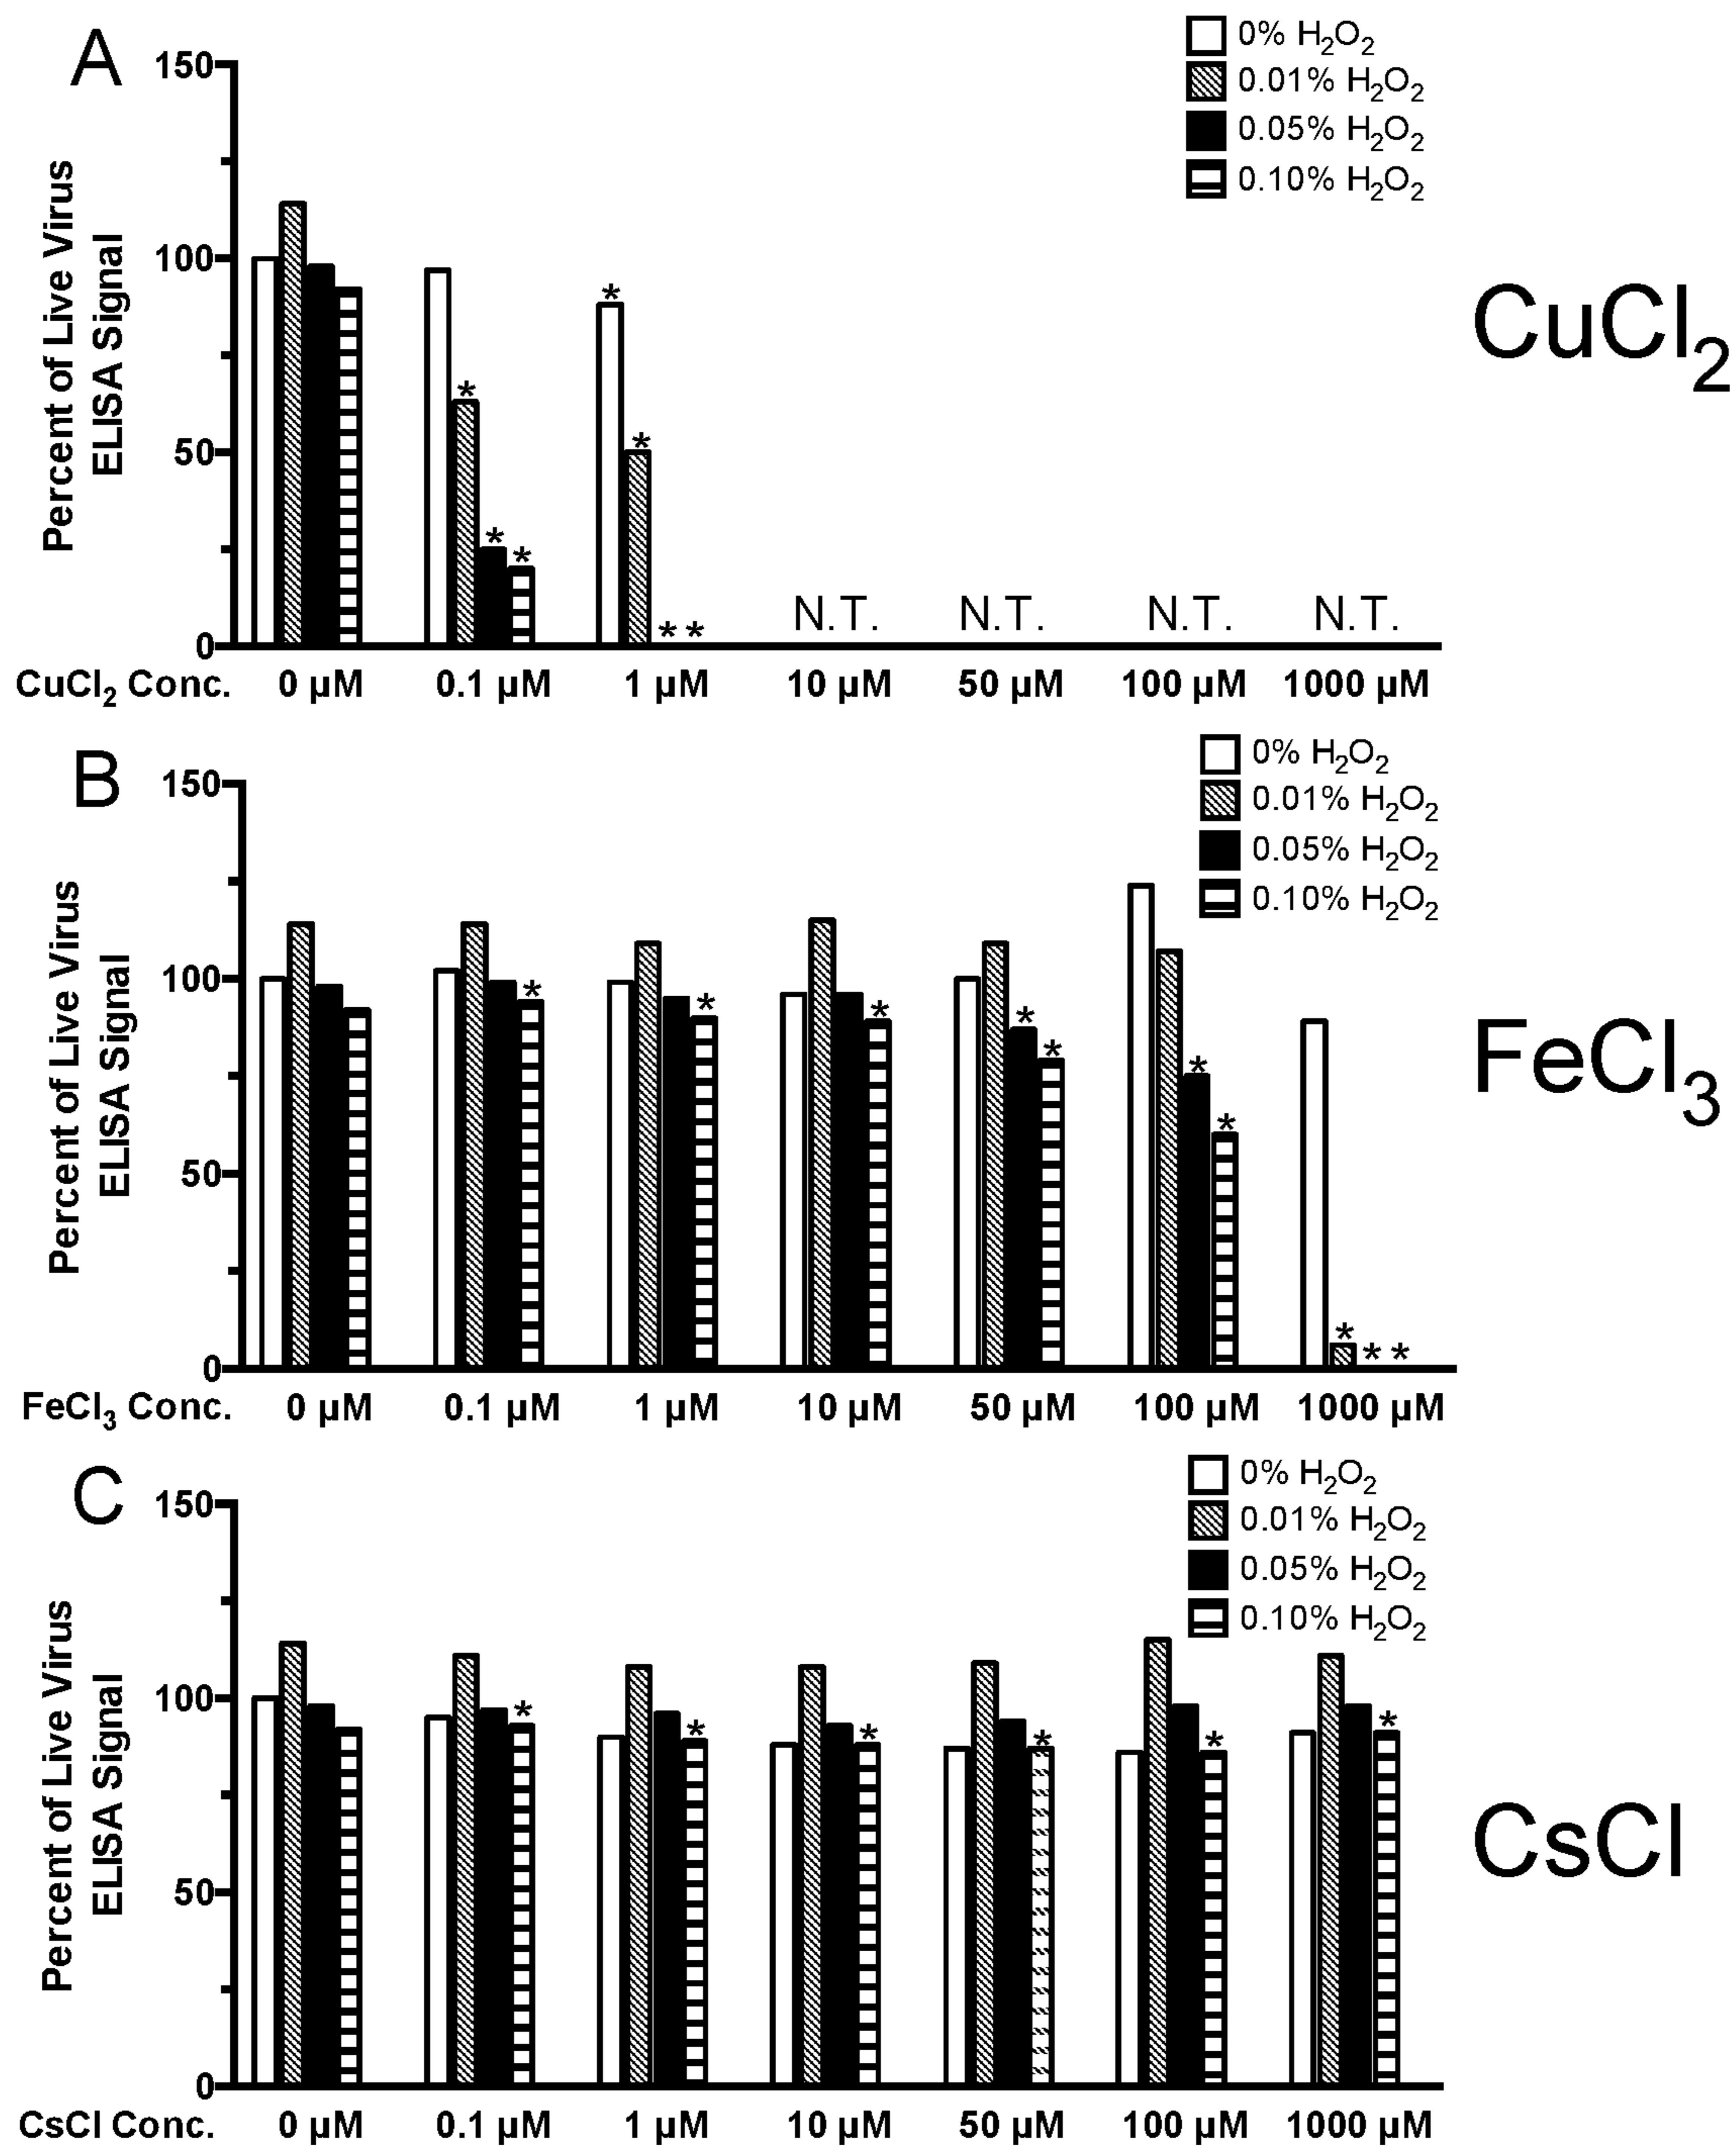 A
150
100
50
0
Percent of Live Virus
ELISA Signal
0% H₂O₂
0.01% H₂O₂
0.05% H₂O₂
0.10% H₂O₂
*
*
*
*
*
*
* *
N.T. N.T. N.T. N.T.
CuCl₂ Conc. 0 µM 0.1 µM 1 µM 10 µM 50 µM 100 µM 1000 µM
CuCl₂
B
150
100
50
0
Percent of Live Virus
ELISA Signal
0% H₂O₂
0.01% H₂O₂
0.05% H₂O₂
0.10% H₂O₂
*
*
*
*
*
*
*
*
* *
FeCl₃ Conc. 0 µM 0.1 µM 1 µM 10 µM 50 µM 100 µM 1000 µM
FeCl₃
C
150
100
50
0
Percent of Live Virus
ELISA Signal
0% H₂O₂
0.01% H₂O₂
0.05% H₂O₂
0.10% H₂O₂
*
*
*
*
*
*
CsCl Conc. 0 µM 0.1 µM 1 µM 10 µM 50 µM 100 µM 1000 µM
CsCl